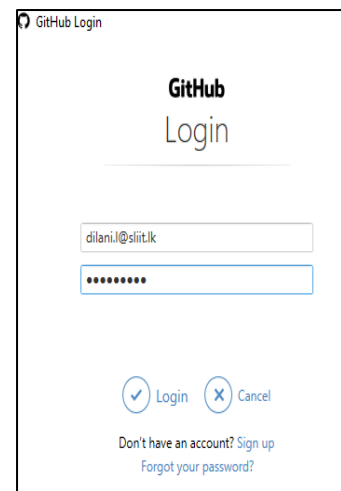 GitHub Login
GitHub
Login
dilani.l@sliit.lk
●●●●●●●●●
Login Cancel
Don't have an account? Sign up
Forgot your password?